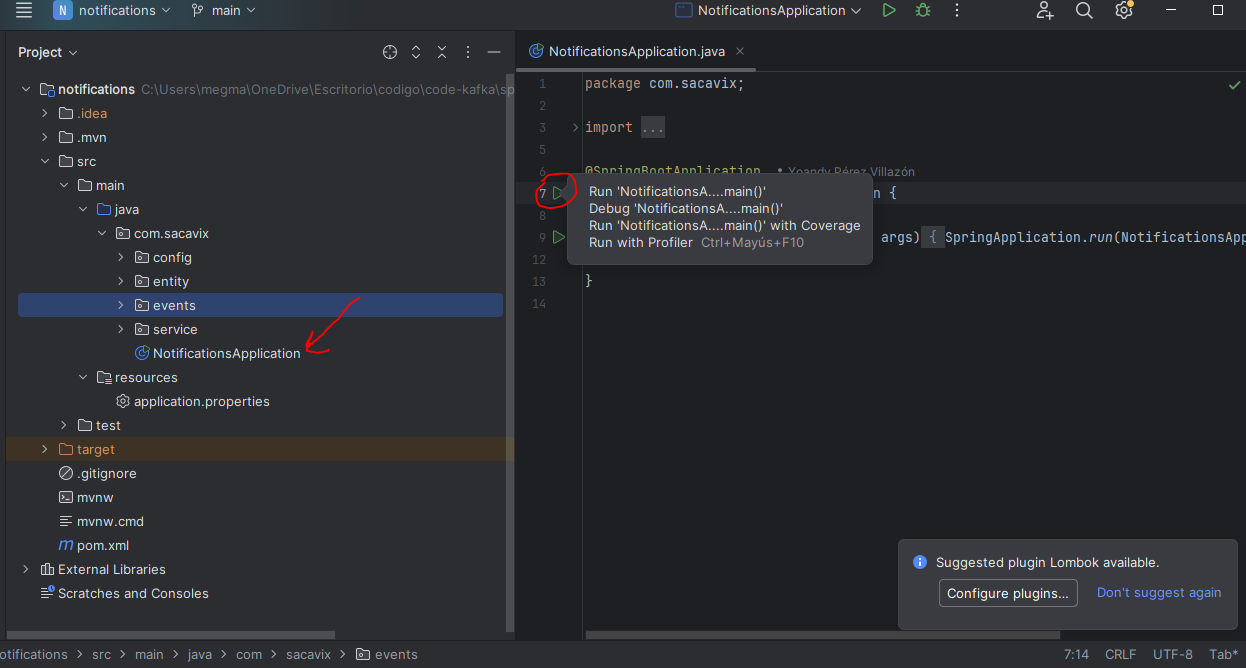 N notifications main NotificationsApplication
Project
NotificationsApplication.java
notifications C:\Users\megma\OneDrive\Escritorio\codigo\code-kafka\sp
.idea
.mvn
src
main
java
com.sacavix
config
entity
events
service
NotificationsApplication
resources
application.properties
test
target
.gitignore
mvnw
mvnw.cmd
m pom.xml
External Libraries
Scratches and Consoles
1 package com.sacavix;
2
3 import ...
5
6 @SpringBootApplication Yoandy Pérez Villazón
7 n {
8
9 args) { SpringApplication.run(NotificationsApp
12
13 }
14
Run 'NotificationsA....main()'
Debug 'NotificationsA....main()'
Run 'NotificationsA....main()' with Coverage
Run with Profiler Ctrl+Mayús+F10
Suggested plugin Lombok available.
Configure plugins... Don't suggest again
otifications > src > main > java > com > sacavix > events 7:14 CRLF UTF-8 Tab*